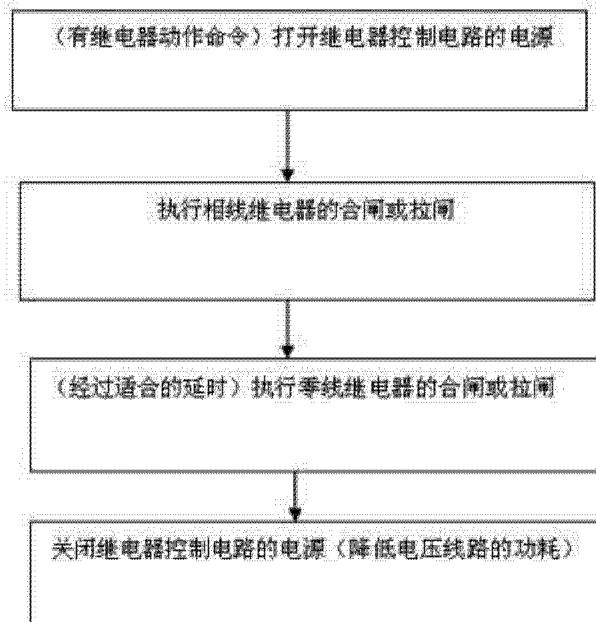 （有继电器动作命令）打开继电器控制电路的电源
执行相线继电器的合闸或拉闸
（经过适合的延时）执行零线继电器的合闸或拉闸
关闭继电器控制电路的电源（降低电压线路的功耗）